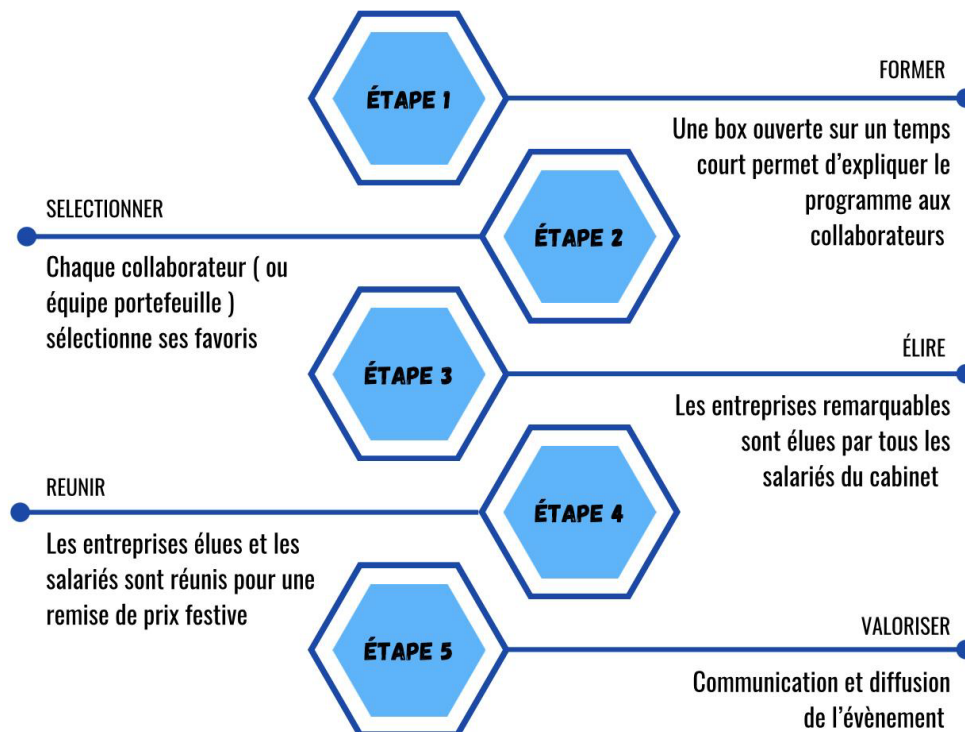 ÉTAPE 1
FORMER
Une box ouverte sur un temps
court permet d'expliquer le
programme aux
collaborateurs
SELECTIONNER
ÉTAPE 2
Chaque collaborateur ( ou
équipe portefeuille )
sélectionne ses favoris
ÉTAPE 3
ÉLIRE
Les entreprises remarquables
sont élues par tous les
salariés du cabinet
REUNIR
ÉTAPE 4
Les entreprises élues et les
salariés sont réunis pour une
remise de prix festive
ÉTAPE 5
VALORISER
Communication et diffusion
de l'évènement